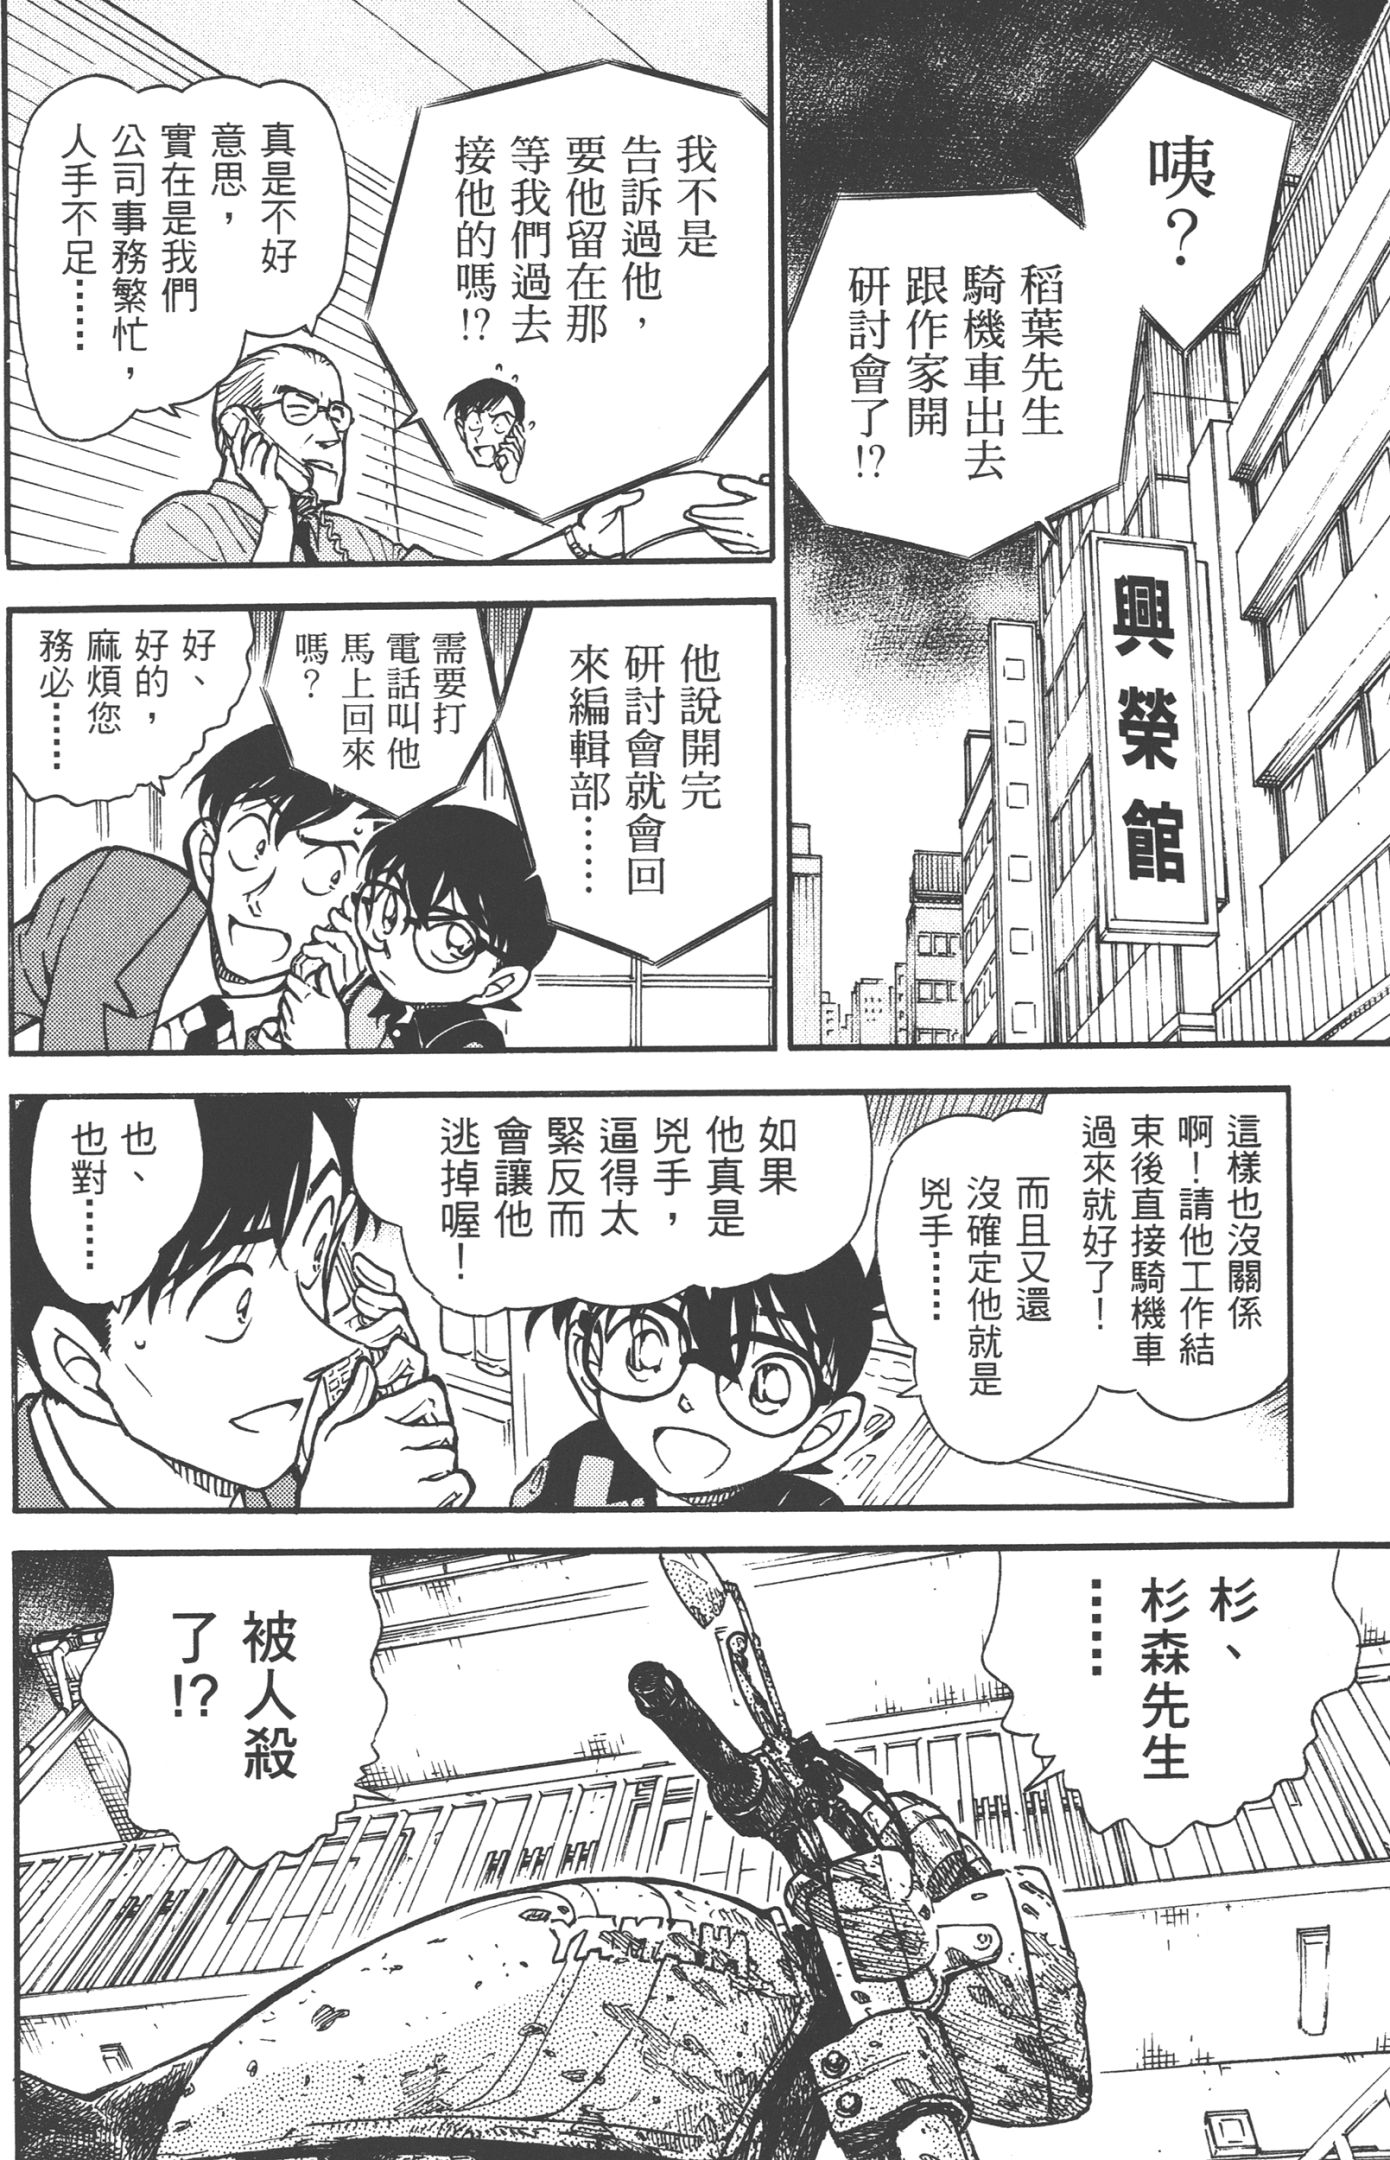 咦?
稻葉先生
騎機車出去
跟作家開
研討會了!?
興榮館
我不是
告訴過他，
要他留在那
等我們過去
接他的嗎!?
真是不好
意思，
實在是我們
公司事務繁忙，
人手不足……
他說開完
研討會就會回
來編輯部……
需要打
電話叫他
馬上回來
嗎?
好、
好的，
麻煩您
務必……
這樣也沒關係
啊!請他工作結
束後直接騎機車
過來就好了!
而且又還
沒確定他就是
兇手……
如果
他真是
兇手，
逼得太
緊反而
會讓他
逃掉喔!
也、
也對……
杉、
杉森先生
……
被人殺
了!?
YAMAHA